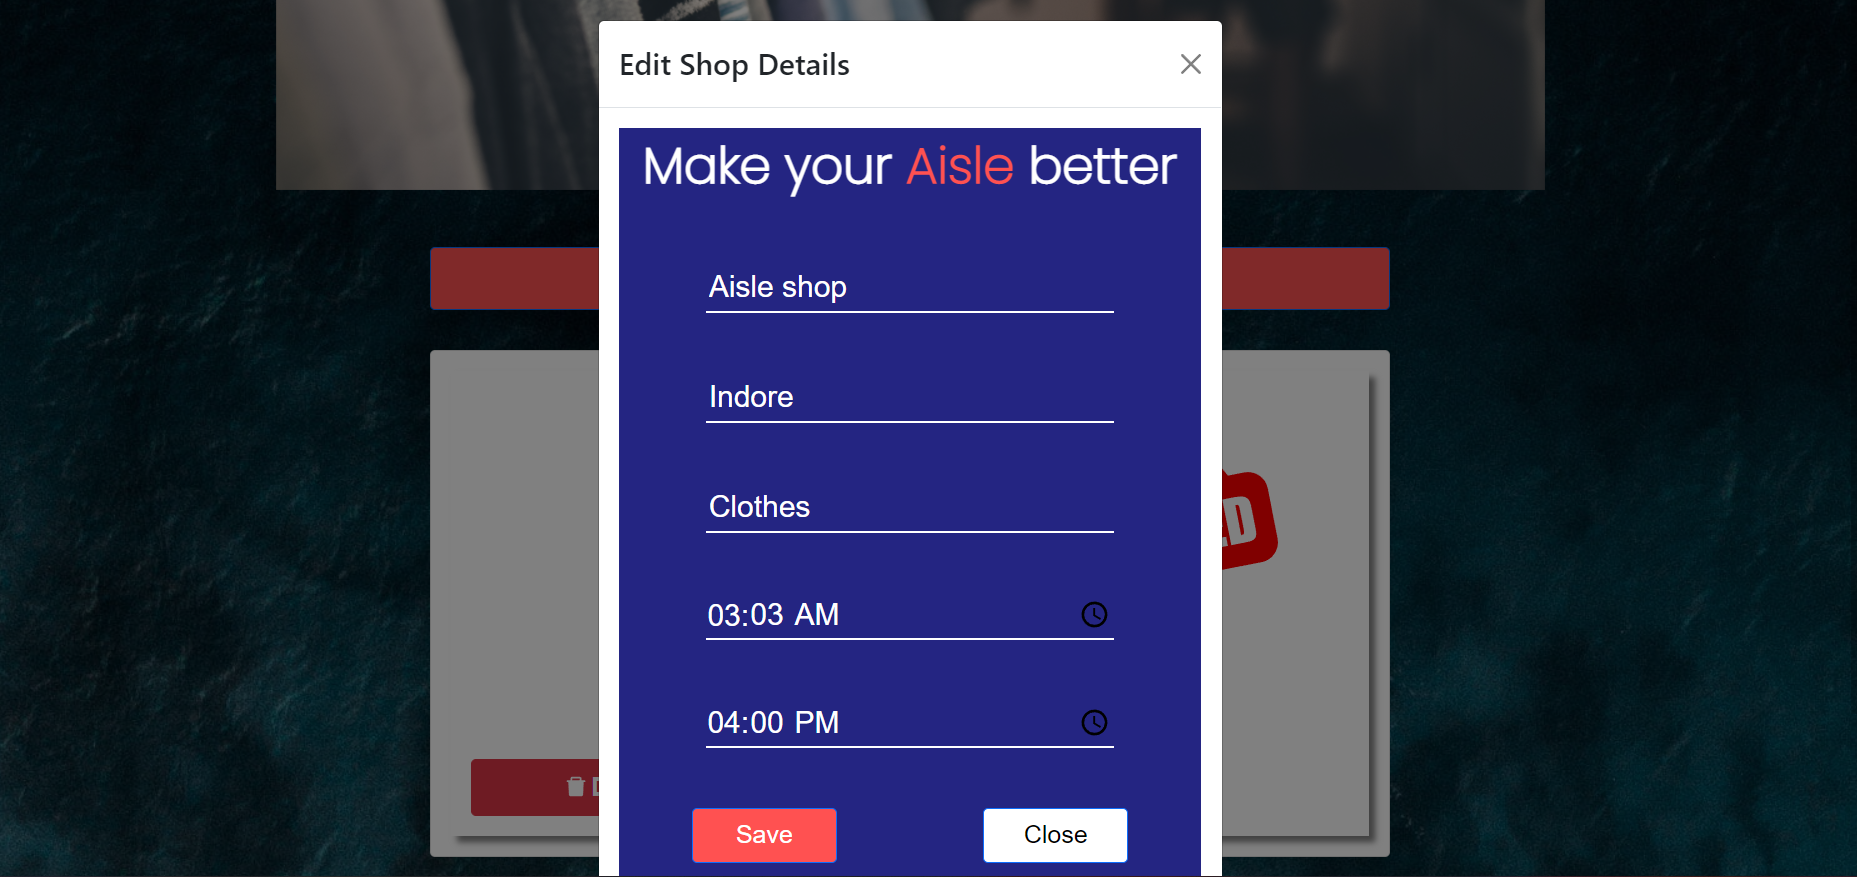 Edit Shop Details
Make your Aisle better
Aisle shop
Indore
Clothes
03:03 AM
04:00 PM
Save
Close